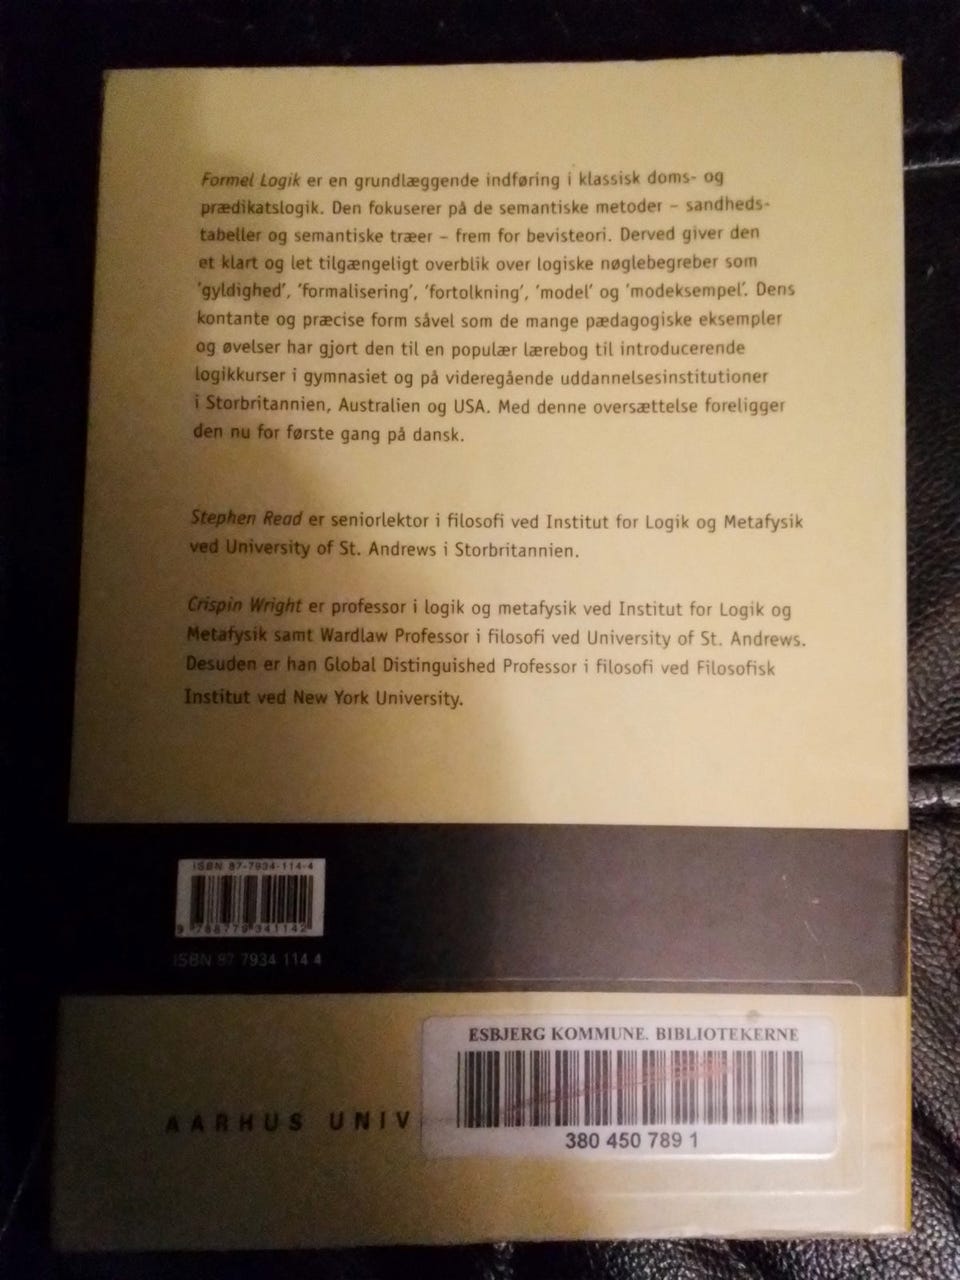 Formel Logik er en grundlæggende indføring i klassisk doms- og
prædikatslogik. Den fokuserer på de semantiske metoder – sandheds-
tabeller og semantiske træer – frem for bevisteori. Derved giver den
et klart og let tilgængeligt overblik over logiske nøglebegreber som
'gyldighed', 'formalisering', 'fortolkning', 'model' og 'modeksempel'. Dens
kontante og præcise form såvel som de mange pædagogiske eksempler
og øvelser har gjort den til en populær lærebog til introducerende
logikkurser i gymnasiet og på videregående uddannelsesinstitutioner
i Storbritannien, Australien og USA. Med denne oversættelse foreligger
den nu for første gang på dansk.
Stephen Read er seniorlektor i filosofi ved Institut for Logik og Metafysik
ved University of St. Andrews i Storbritannien.
Crispin Wright er professor i logik og metafysik ved Institut for Logik og
Metafysik samt Wardlaw Professor i filosofi ved University of St. Andrews.
Desuden er han Global Distinguished Professor i filosofi ved Filosofisk
Institut ved New York University.
ISBN 87-7934-114-4
9 788779 341142
ISBN 87 7934 114 4
ESBJERG KOMMUNE. BIBLIOTEKERNE
380 450 789 1
AARHUS UNIV